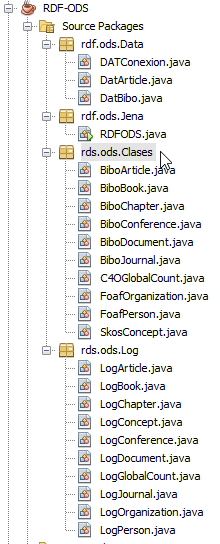 RDF-ODS
Source Packages
rdf.ods.Data
DATConexion.java
DatArticle.java
DatBibo.java
rdf.ods.Jena
RDFODS.java
rds.ods.Clases
BiboArticle.java
BiboBook.java
BiboChapter.java
BiboConference.java
BiboDocument.java
BiboJournal.java
C4OGlobalCount.java
FoafOrganization.java
FoafPerson.java
SkosConcept.java
rds.ods.Log
LogArticle.java
LogBook.java
LogChapter.java
LogConcept.java
LogConference.java
LogDocument.java
LogGlobalCount.java
LogJournal.java
LogOrganization.java
LogPerson.java